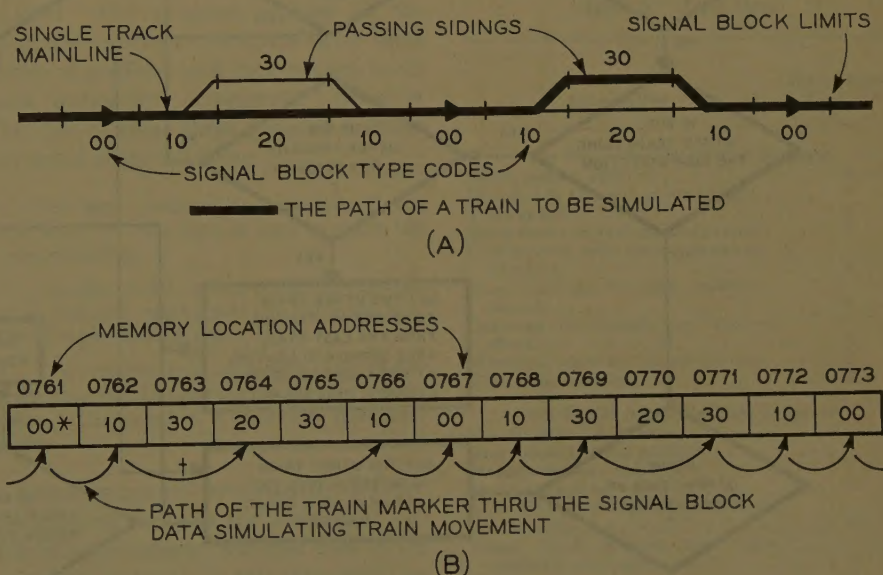 SINGLE TRACK MAINLINE
PASSING SIDINGS
SIGNAL BLOCK LIMITS
30
30
00 10 20 10 00 10 20 10 00
SIGNAL BLOCK TYPE CODES
THE PATH OF A TRAIN TO BE SIMULATED
(A)
MEMORY LOCATION ADDRESSES
0761 0762 0763 0764 0765 0766 0767 0768 0769 0770 0771 0772 0773
00* 10 30 20 30 10 00 10 30 20 30 10 00
†
PATH OF THE TRAIN MARKER THRU THE SIGNAL BLOCK
DATA SIMULATING TRAIN MOVEMENT
(B)